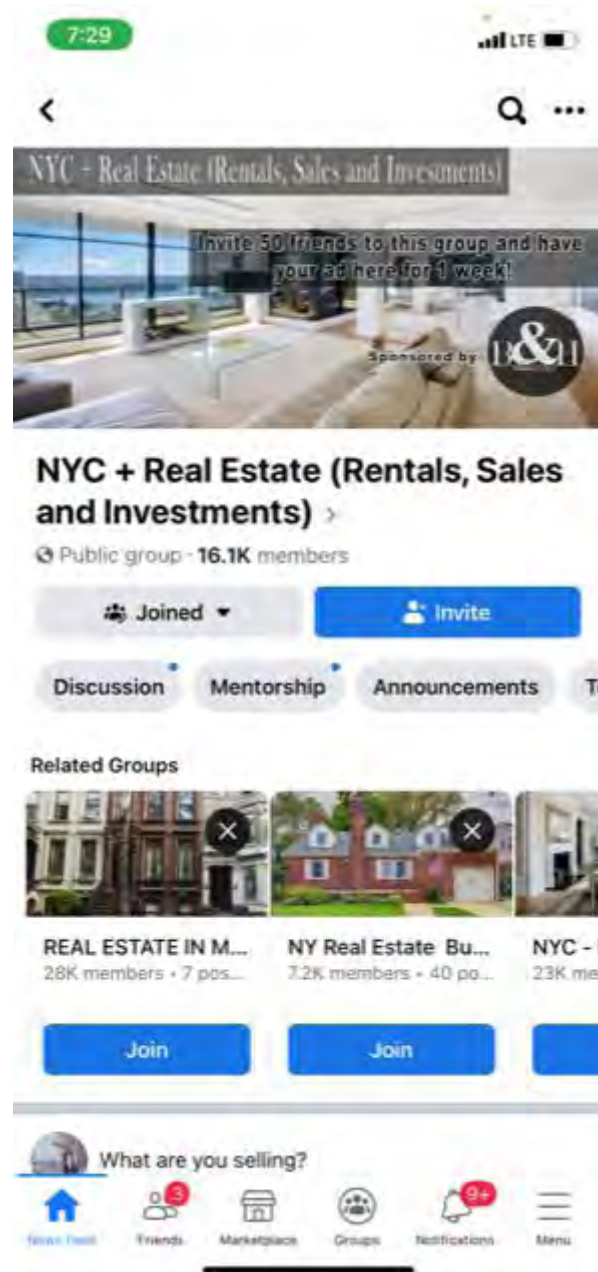 7:29
LTE
NYC + Real Estate (Rentals, Sales and Investments)
Invite 50 friends to this group and have
your ad here for 1 week!
Sponsored by B&H
NYC + Real Estate (Rentals, Sales
and Investments) >
Public group · 16.1K members
Joined
Invite
Discussion Mentorship Announcements T
Related Groups
REAL ESTATE IN M... NY Real Estate Bu... NYC -
28K members • 7 pos... 7.2K members • 40 po... 23K me
Join Join
What are you selling?
3 9+
News Feed Friends Marketplace Groups Notifications Menu